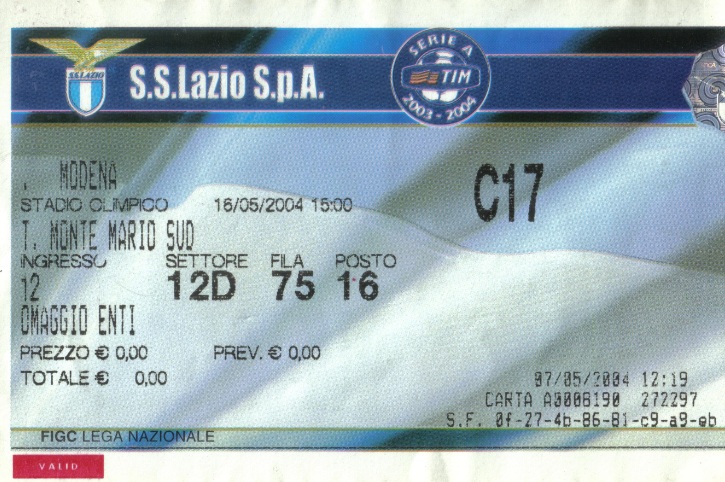 S.S.LAZIO
S.S.Lazio S.p.A.
SERIE A
TIM
2003 - 2004
. MODENA
STADIO OLIMPICO 16/05/2004 15:00
C17
T. MONTE MARIO SUD
INGRESSO SETTORE FILA POSTO
12 12D 75 16
OMAGGIO ENTI
PREZZO € 0,00 PREV. € 0,00
TOTALE € 0,00
07/05/2004 12:19
CARTA A0006190 272297
S.F. 0f-27-4b-86-81-c9-a9-eb
FIGC LEGA NAZIONALE
VALID